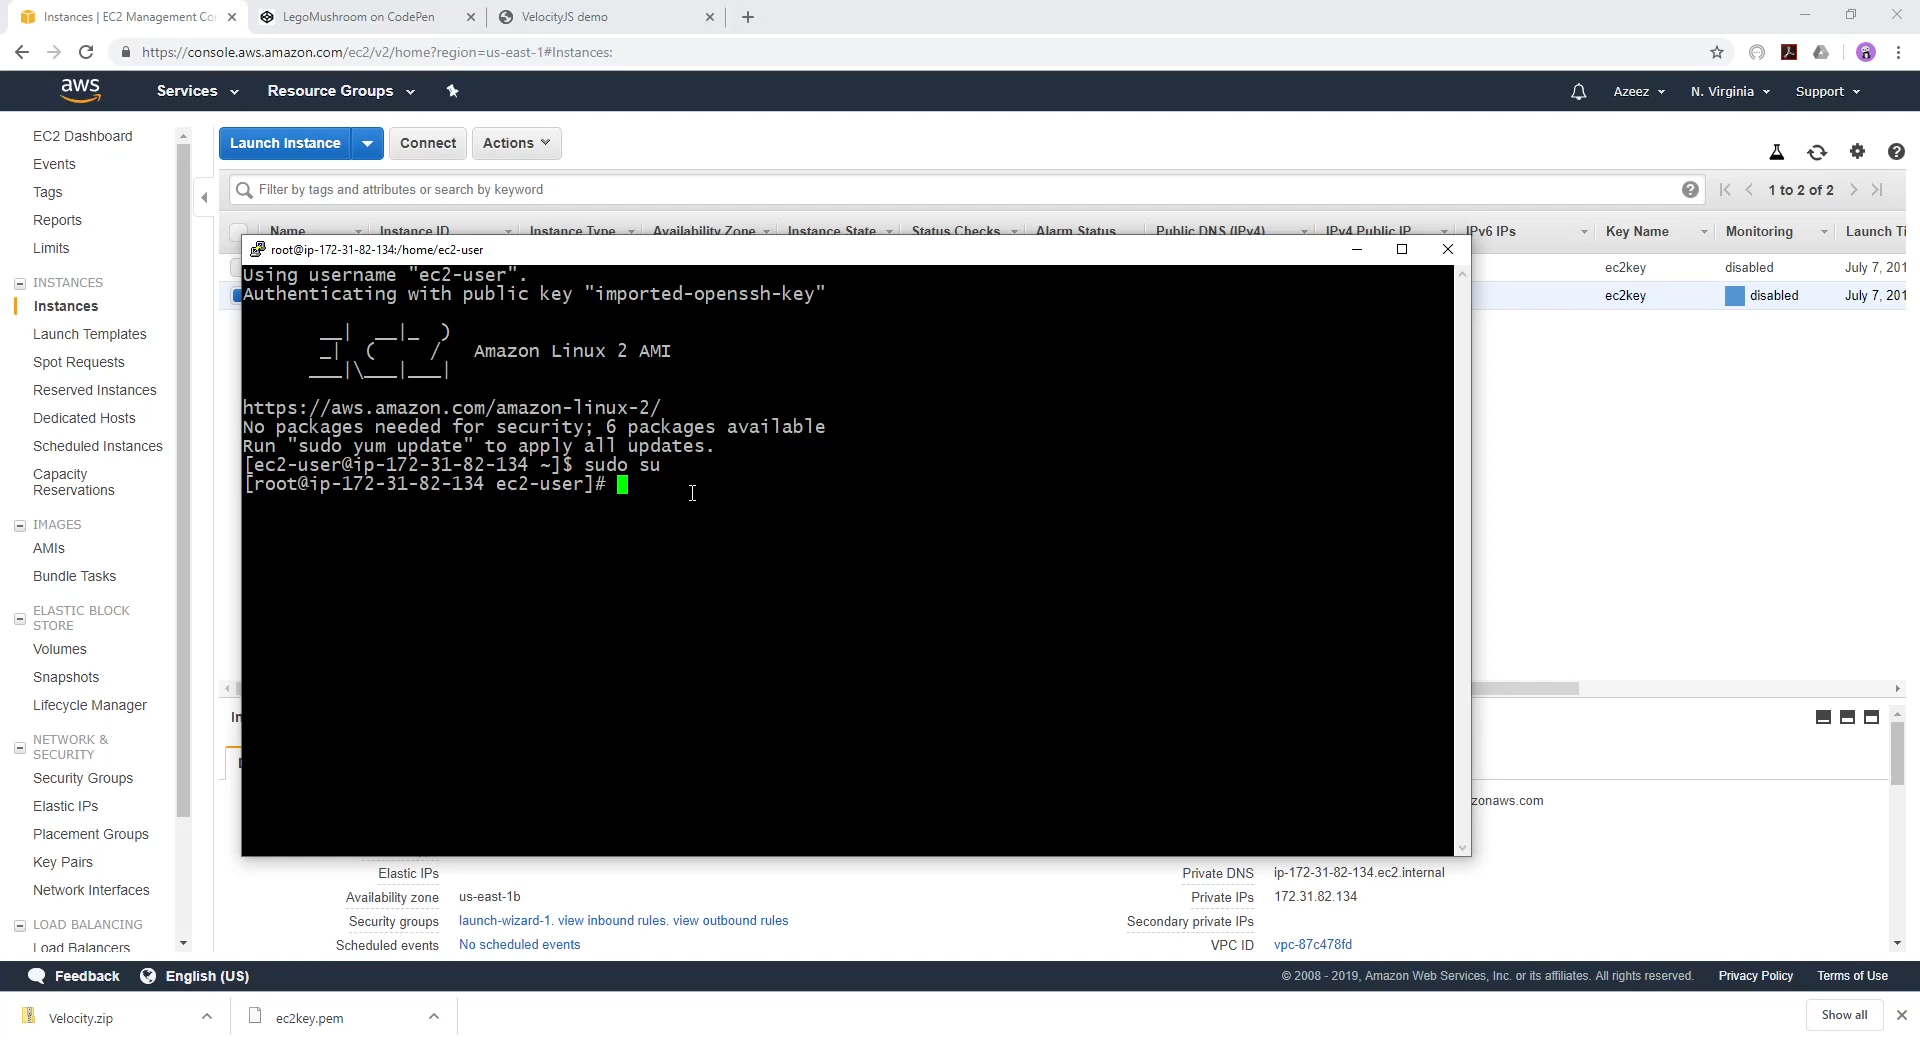 Instances | EC2 Management Co
LegoMushroom on CodePen
VelocityJS demo
https://console.aws.amazon.com/ec2/v2/home?region=us-east-1#Instances:
aws
Services
Resource Groups
Azeez
N. Virginia
Support
EC2 Dashboard
Events
Tags
Reports
Limits
INSTANCES
Instances
Launch Templates
Spot Requests
Reserved Instances
Dedicated Hosts
Scheduled Instances
Capacity
Reservations
IMAGES
AMIs
Bundle Tasks
ELASTIC BLOCK
STORE
Volumes
Snapshots
Lifecycle Manager
NETWORK &
SECURITY
Security Groups
Elastic IPs
Placement Groups
Key Pairs
Network Interfaces
LOAD BALANCING
Load Balancers
Launch Instance
Connect
Actions
Filter by tags and attributes or search by keyword
1 to 2 of 2
Name Instance ID Instance Type Availability Zone Instance State Status Checks Alarm Status Public DNS (IPv4) IPv4 Public IP IPv6 IPs Key Name Monitoring Launch Ti
ec2key disabled July 7, 201
ec2key disabled July 7, 201
root@ip-172-31-82-134:/home/ec2-user
Using username "ec2-user".
Authenticating with public key "imported-openssh-key"
__|  __|_  )
_|  (     /   Amazon Linux 2 AMI
___|\___|___|
https://aws.amazon.com/amazon-linux-2/
No packages needed for security; 6 packages available
Run "sudo yum update" to apply all updates.
[ec2-user@ip-172-31-82-134 ~]$ sudo su
[root@ip-172-31-82-134 ec2-user]#
zonaws.com
Elastic IPs
Availability zone us-east-1b
Security groups launch-wizard-1. view inbound rules. view outbound rules
Scheduled events No scheduled events
Private DNS ip-172-31-82-134.ec2.internal
Private IPs 172.31.82.134
Secondary private IPs
VPC ID vpc-87c478fd
Feedback
English (US)
© 2008 - 2019, Amazon Web Services, Inc. or its affiliates. All rights reserved.
Privacy Policy
Terms of Use
Velocity.zip
ec2key.pem
Show all